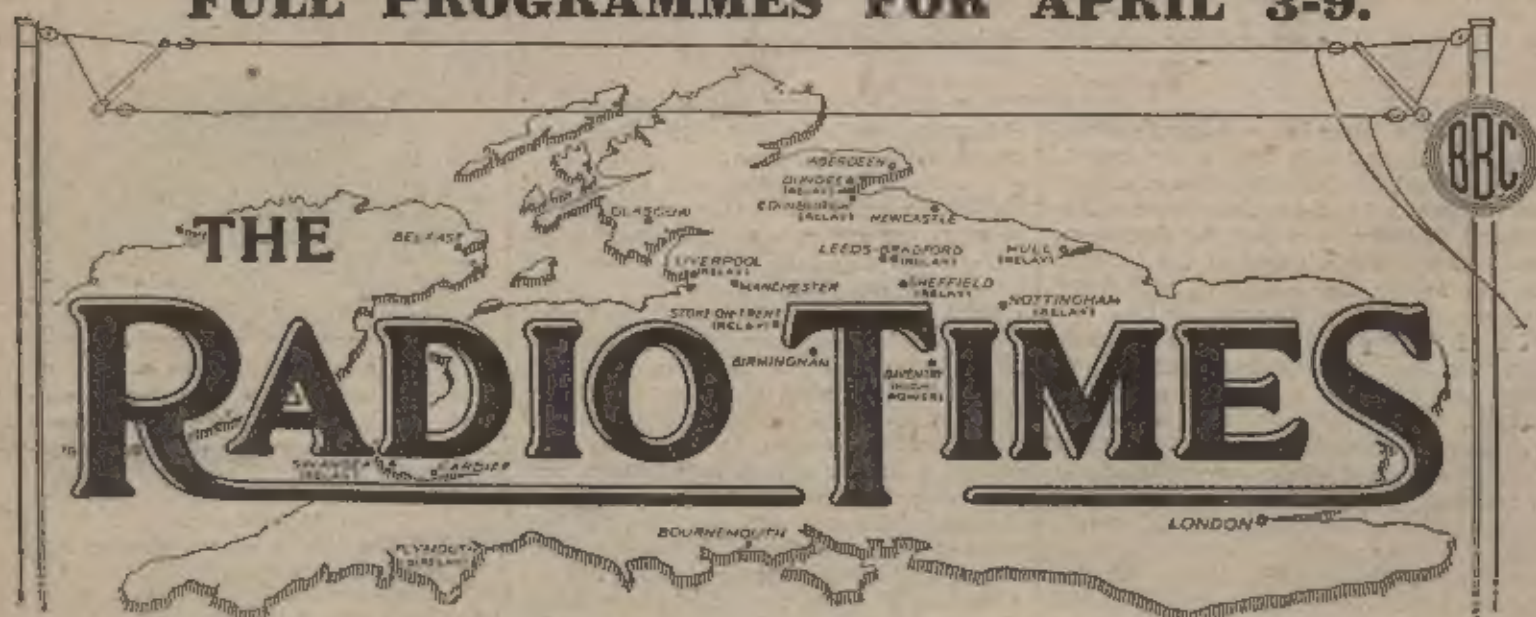 FULL PROGRAMMES FOR APRIL 3-9.
BBC
THE
RADIO TIMES
ABERDEEN
DUNDEE
(RELAY)
EDINBURGH
(RELAY)
NEWCASTLE
GLASGOW
BELFAST
LEEDS-BRADFORD
(RELAY)
HULL
(RELAY)
LIVERPOOL
(RELAY)
MANCHESTER
SHEFFIELD
(RELAY)
NOTTINGHAM
(RELAY)
STOKE-ON-TRENT
(RELAY)
BIRMINGHAM
DAVENTRY
(HIGH
POWER)
SWANSEA
(RELAY)
CARDIFF
LONDON
BOURNEMOUTH
PLYMOUTH
(RELAY)